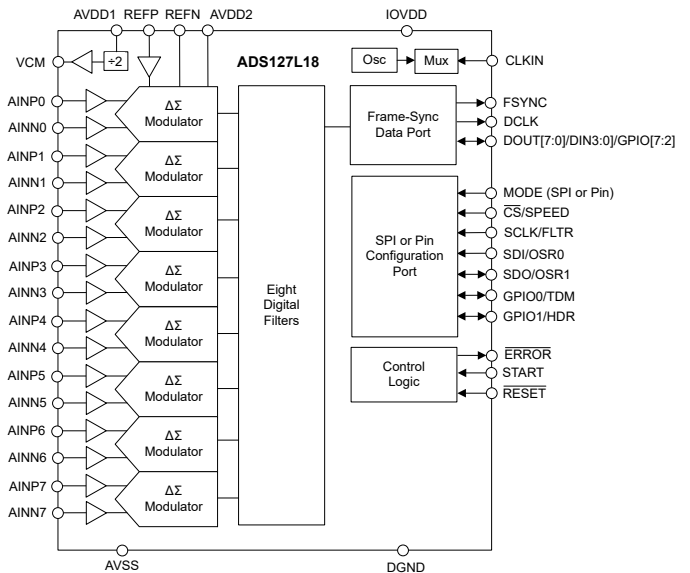 AVDD1 REFP REFN AVDD2
IOVDD
VCM
÷2
ADS127L18
Osc
Mux
CLKIN
AINP0
AINN0
AINP1
AINN1
AINP2
AINN2
AINP3
AINN3
AINP4
AINN4
AINP5
AINN5
AINP6
AINN6
AINP7
AINN7
ΔΣ
Modulator
ΔΣ
Modulator
ΔΣ
Modulator
ΔΣ
Modulator
ΔΣ
Modulator
ΔΣ
Modulator
ΔΣ
Modulator
ΔΣ
Modulator
Eight
Digital
Filters
Frame-Sync
Data Port
FSYNC
DCLK
DOUT[7:0]/DIN3:0]/GPIO[7:2]
SPI or Pin
Configuration
Port
MODE (SPI or Pin)
CS/SPEED
SCLK/FLTR
SDI/OSR0
SDO/OSR1
GPIO0/TDM
GPIO1/HDR
Control
Logic
ERROR
START
RESET
AVSS
DGND